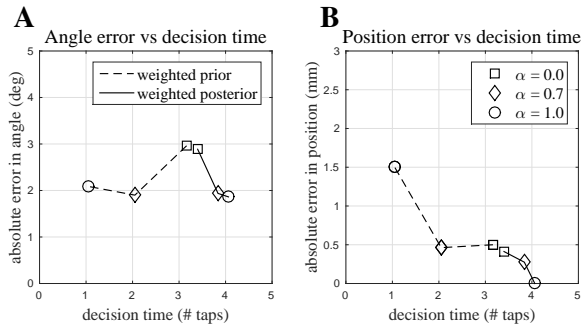 A
Angle error vs decision time
absolute error in angle (deg)
5
4
3
2
1
0
weighted prior
weighted posterior
0 1 2 3 4 5
decision time (# taps)
B
Position error vs decision time
absolute error in position (mm)
3
2.5
2
1.5
1
0.5
0
α = 0.0
α = 0.7
α = 1.0
0 1 2 3 4 5
decision time (# taps)